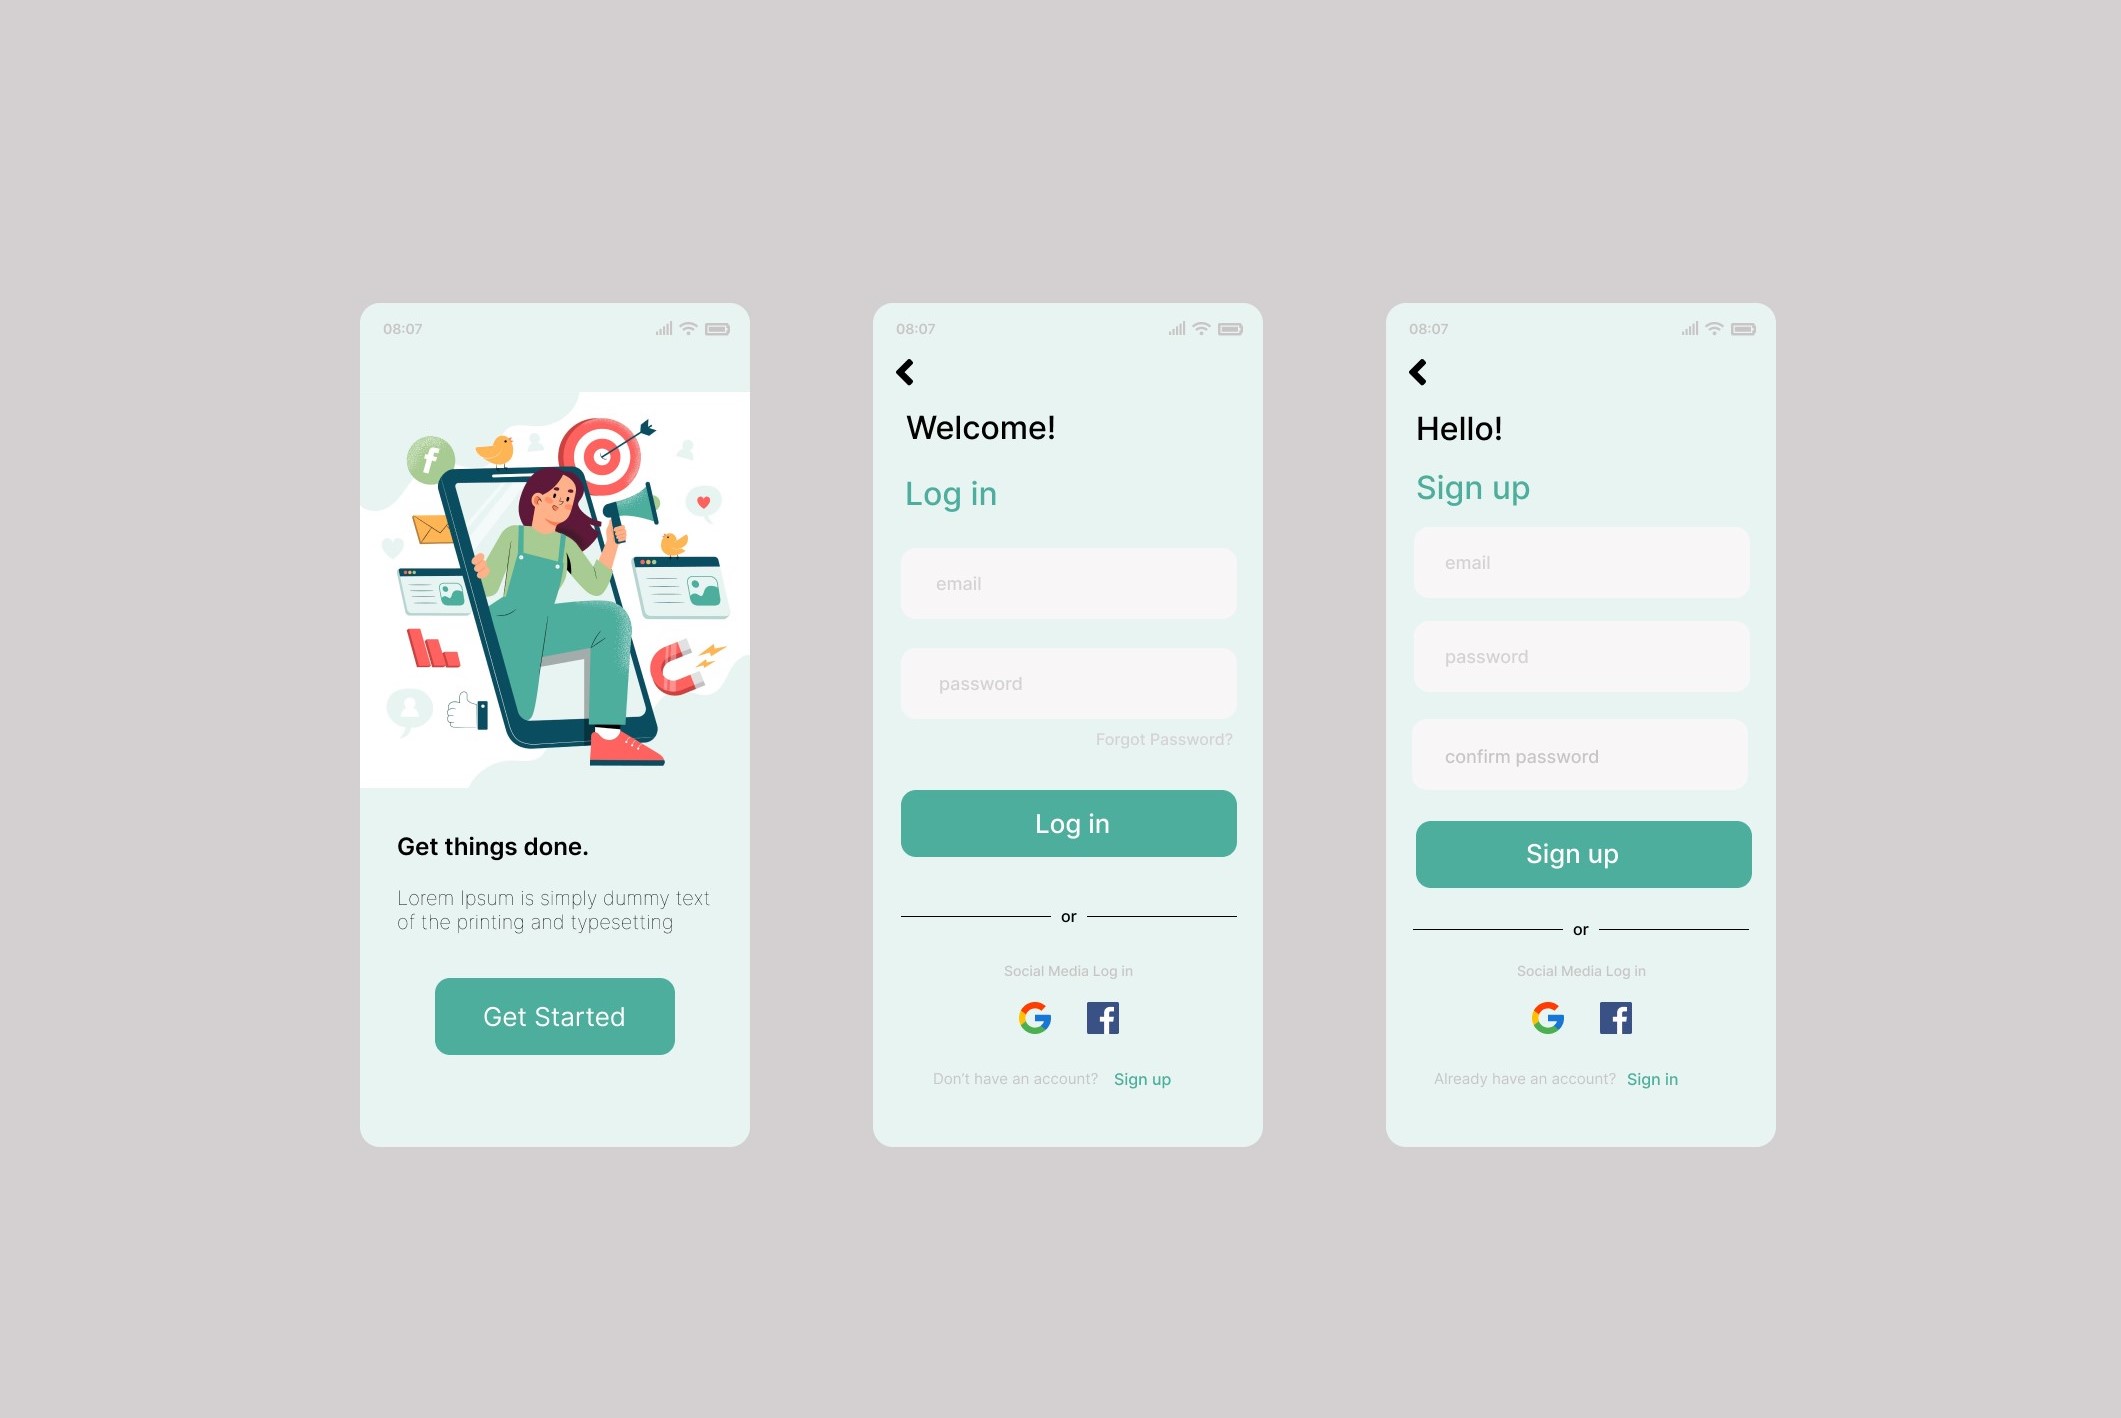 08:07
f
Get things done.
Lorem Ipsum is simply dummy text
of the printing and typesetting
Get Started
08:07
Welcome!
Log in
email
password
Forgot Password?
Log in
or
Social Media Log in
Don't have an account? Sign up
08:07
Hello!
Sign up
email
password
confirm password
Sign up
or
Social Media Log in
Already have an account? Sign in